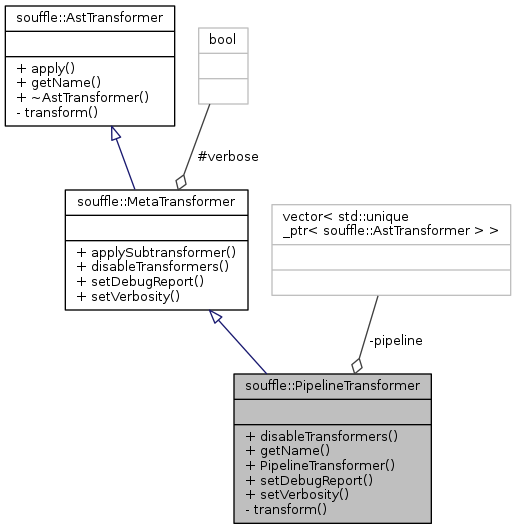 souffle::AstTransformer
+ apply()
+ getName()
+ ~AstTransformer()
- transform()
bool
#verbose
souffle::MetaTransformer
+ applySubtransformer()
+ disableTransformers()
+ setDebugReport()
+ setVerbosity()
vector< std::unique
_ptr< souffle::AstTransformer > >
-pipeline
souffle::PipelineTransformer
+ disableTransformers()
+ getName()
+ PipelineTransformer()
+ setDebugReport()
+ setVerbosity()
- transform()